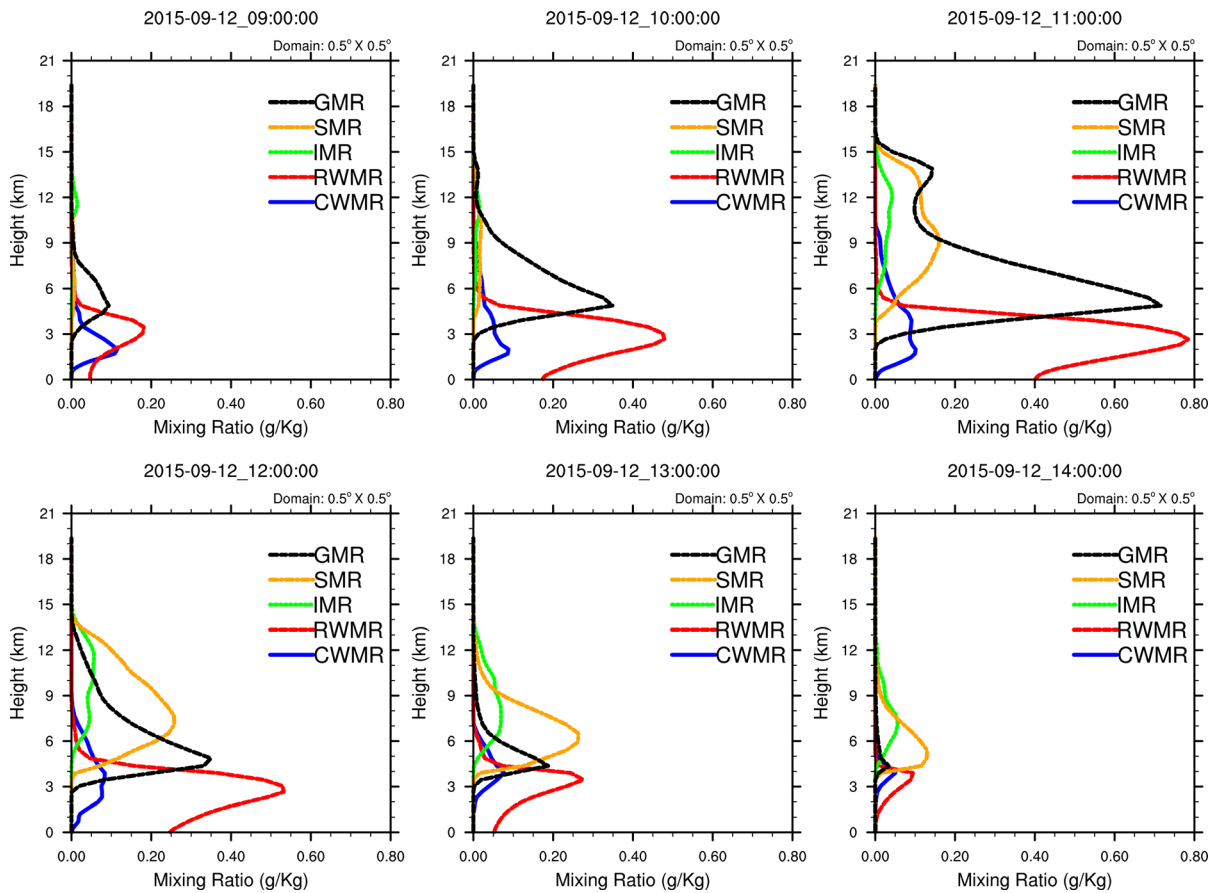 2015-09-12_09:00:00
Domain: 0.5° X 0.5°
21
18
15
12
9
6
3
0
Height (km)
GMR
SMR
IMR
RWMR
CWMR
0.00 0.20 0.40 0.60 0.80
Mixing Ratio (g/Kg)
2015-09-12_10:00:00
Domain: 0.5° X 0.5°
21
18
15
12
9
6
3
0
Height (km)
GMR
SMR
IMR
RWMR
CWMR
0.00 0.20 0.40 0.60 0.80
Mixing Ratio (g/Kg)
2015-09-12_11:00:00
Domain: 0.5° X 0.5°
21
18
15
12
9
6
3
0
Height (km)
GMR
SMR
IMR
RWMR
CWMR
0.00 0.20 0.40 0.60 0.80
Mixing Ratio (g/Kg)
2015-09-12_12:00:00
Domain: 0.5° X 0.5°
21
18
15
12
9
6
3
0
Height (km)
GMR
SMR
IMR
RWMR
CWMR
0.00 0.20 0.40 0.60 0.80
Mixing Ratio (g/Kg)
2015-09-12_13:00:00
Domain: 0.5° X 0.5°
21
18
15
12
9
6
3
0
Height (km)
GMR
SMR
IMR
RWMR
CWMR
0.00 0.20 0.40 0.60 0.80
Mixing Ratio (g/Kg)
2015-09-12_14:00:00
Domain: 0.5° X 0.5°
21
18
15
12
9
6
3
0
Height (km)
GMR
SMR
IMR
RWMR
CWMR
0.00 0.20 0.40 0.60 0.80
Mixing Ratio (g/Kg)